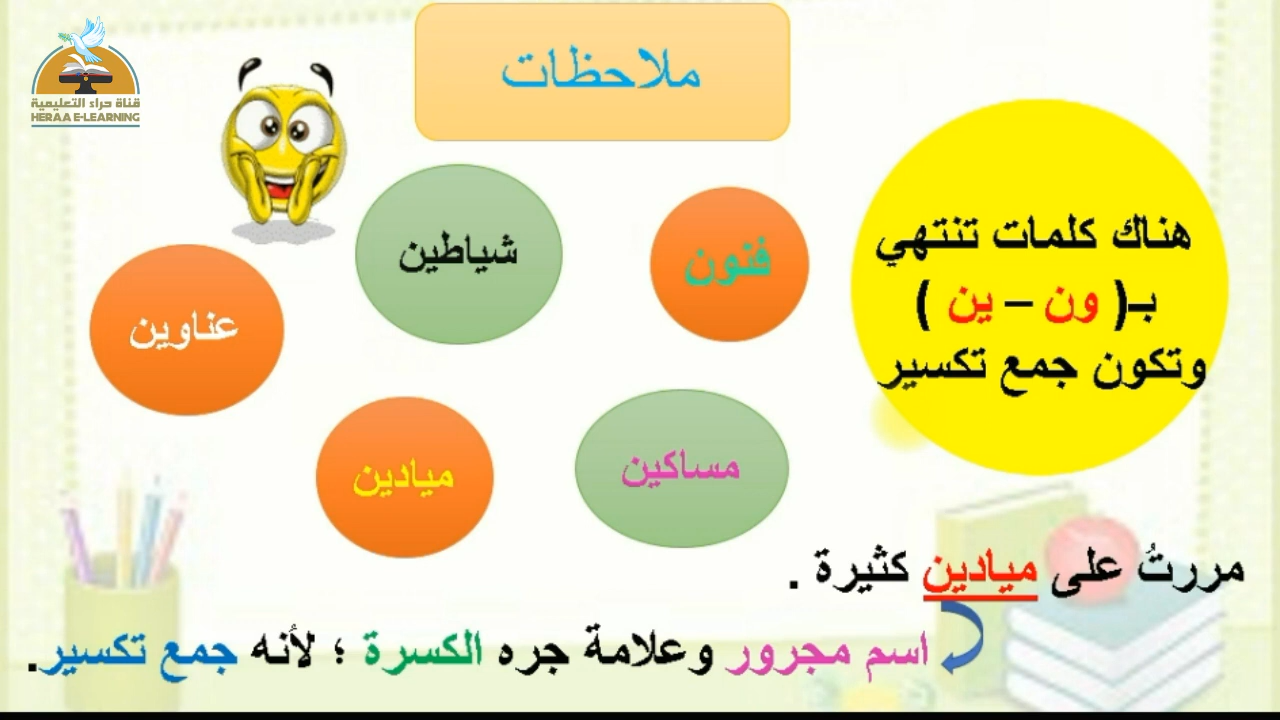 قناة حراء التعليمية
HERAA E-LEARNING
ملاحظات
هناك كلمات تنتهي
بـ( ون – ين )
وتكون جمع تكسير
فنون
شياطين
عناوين
مساكين
ميادين
مررتُ على ميادين كثيرة .
اسم مجرور وعلامة جره الكسرة ؛ لأنه جمع تكسير.